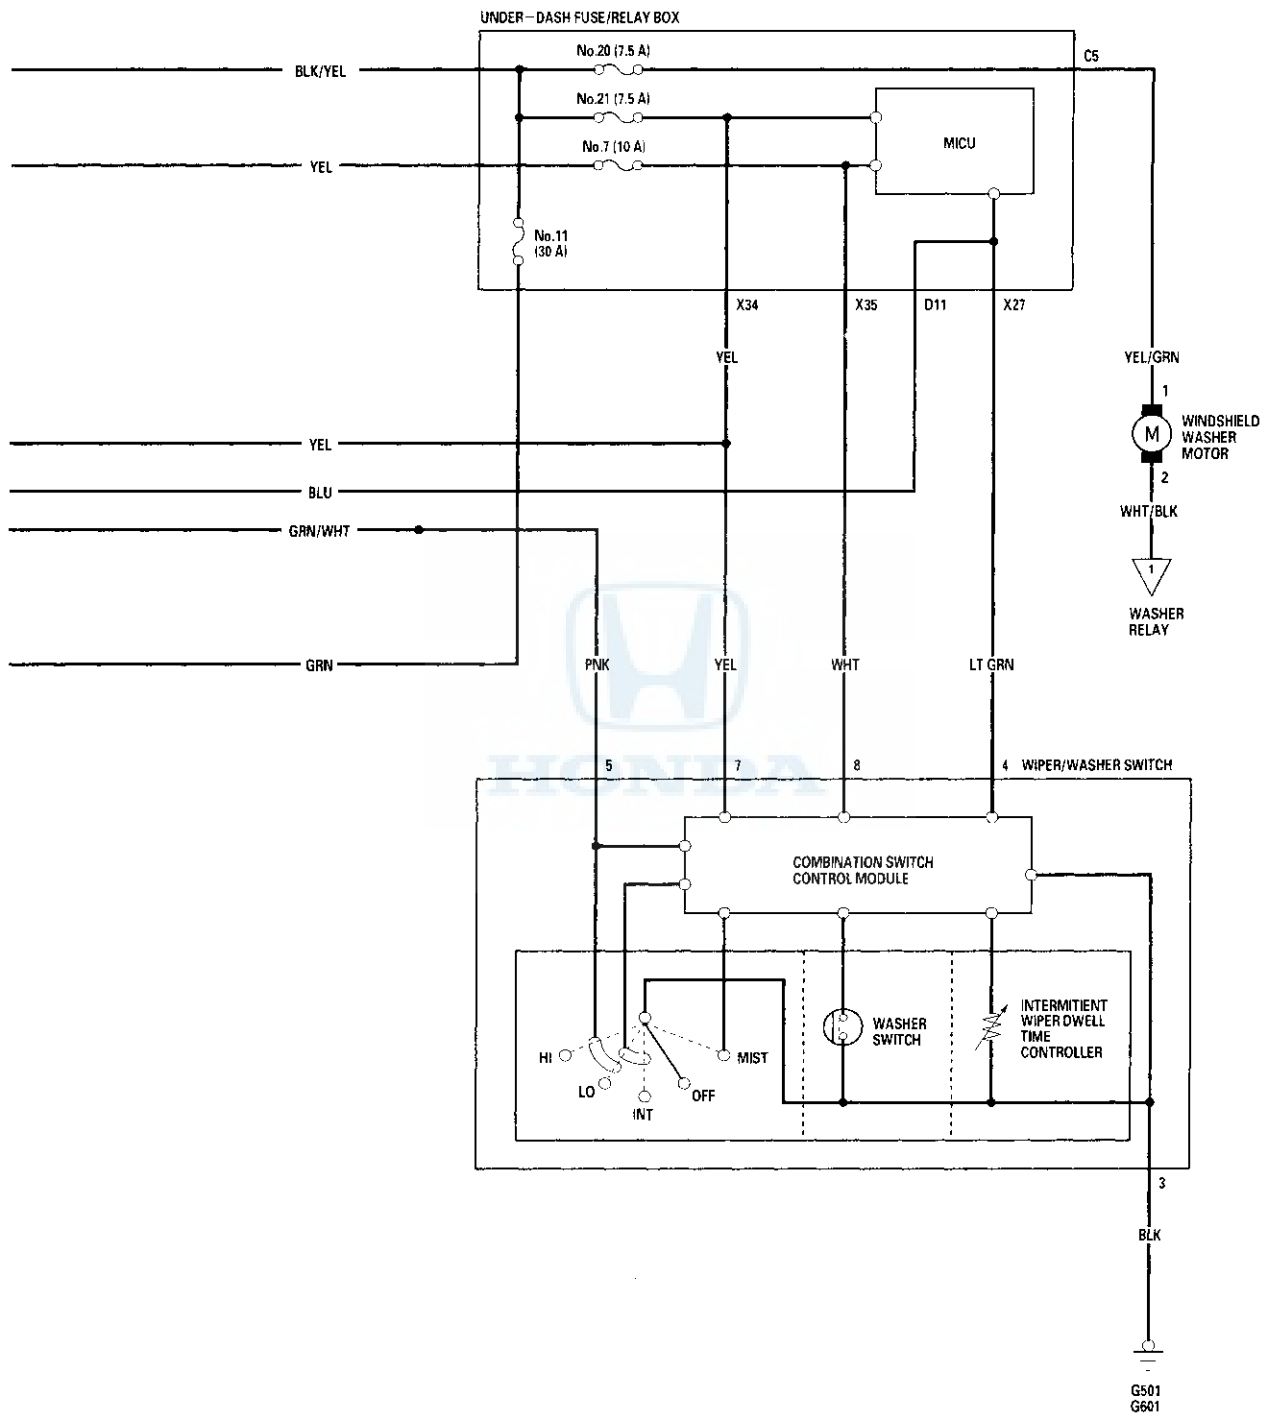 UNDER-DASH FUSE/RELAY BOX
No.20 (7.5 A)
C5
BLK/YEL
No.21 (7.5 A)
MICU
No.7 (10 A)
YEL
No.11
(30 A)
X34
X35
D11
X27
YEL
YEL/GRN
1
WINDSHIELD
WASHER
MOTOR
M
YEL
2
BLU
WHT/BLK
GRN/WHT
1
WASHER
RELAY
GRN
PNK
YEL
WHT
LT GRN
HONDA
5
7
8
4
WIPER/WASHER SWITCH
COMBINATION SWITCH
CONTROL MODULE
INTERMITIENT
WIPER DWELL
TIME
CONTROLLER
WASHER
SWITCH
HI
MIST
LO
OFF
INT
3
BLK
G501
G601